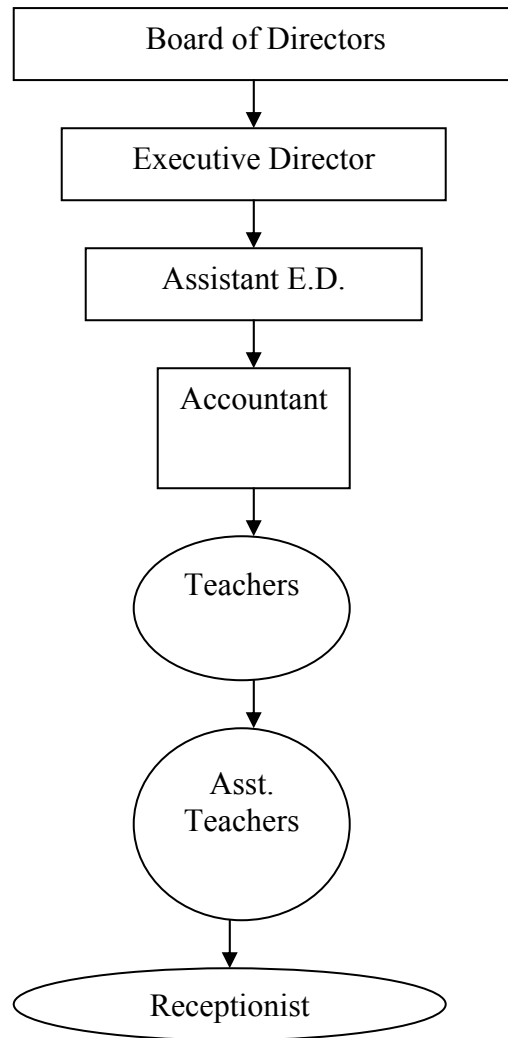 Board of Directors
Executive Director
Assistant E.D.
Accountant
Teachers
Asst.
Teachers
Receptionist